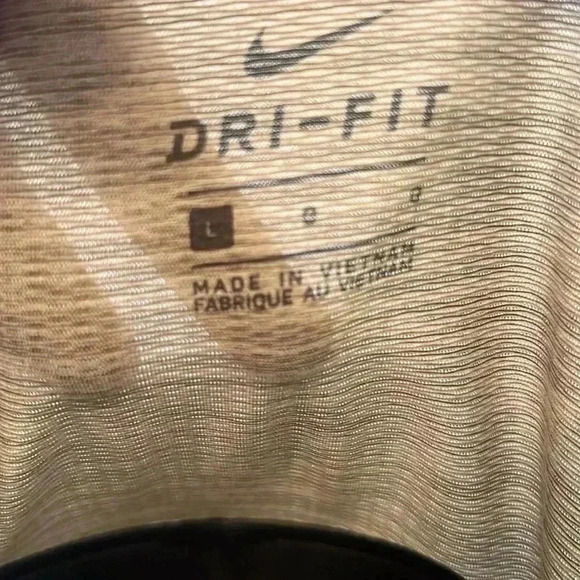 DRI-FIT
L G G
MADE IN VIETNAM
FABRIQUE AU VIETNAM